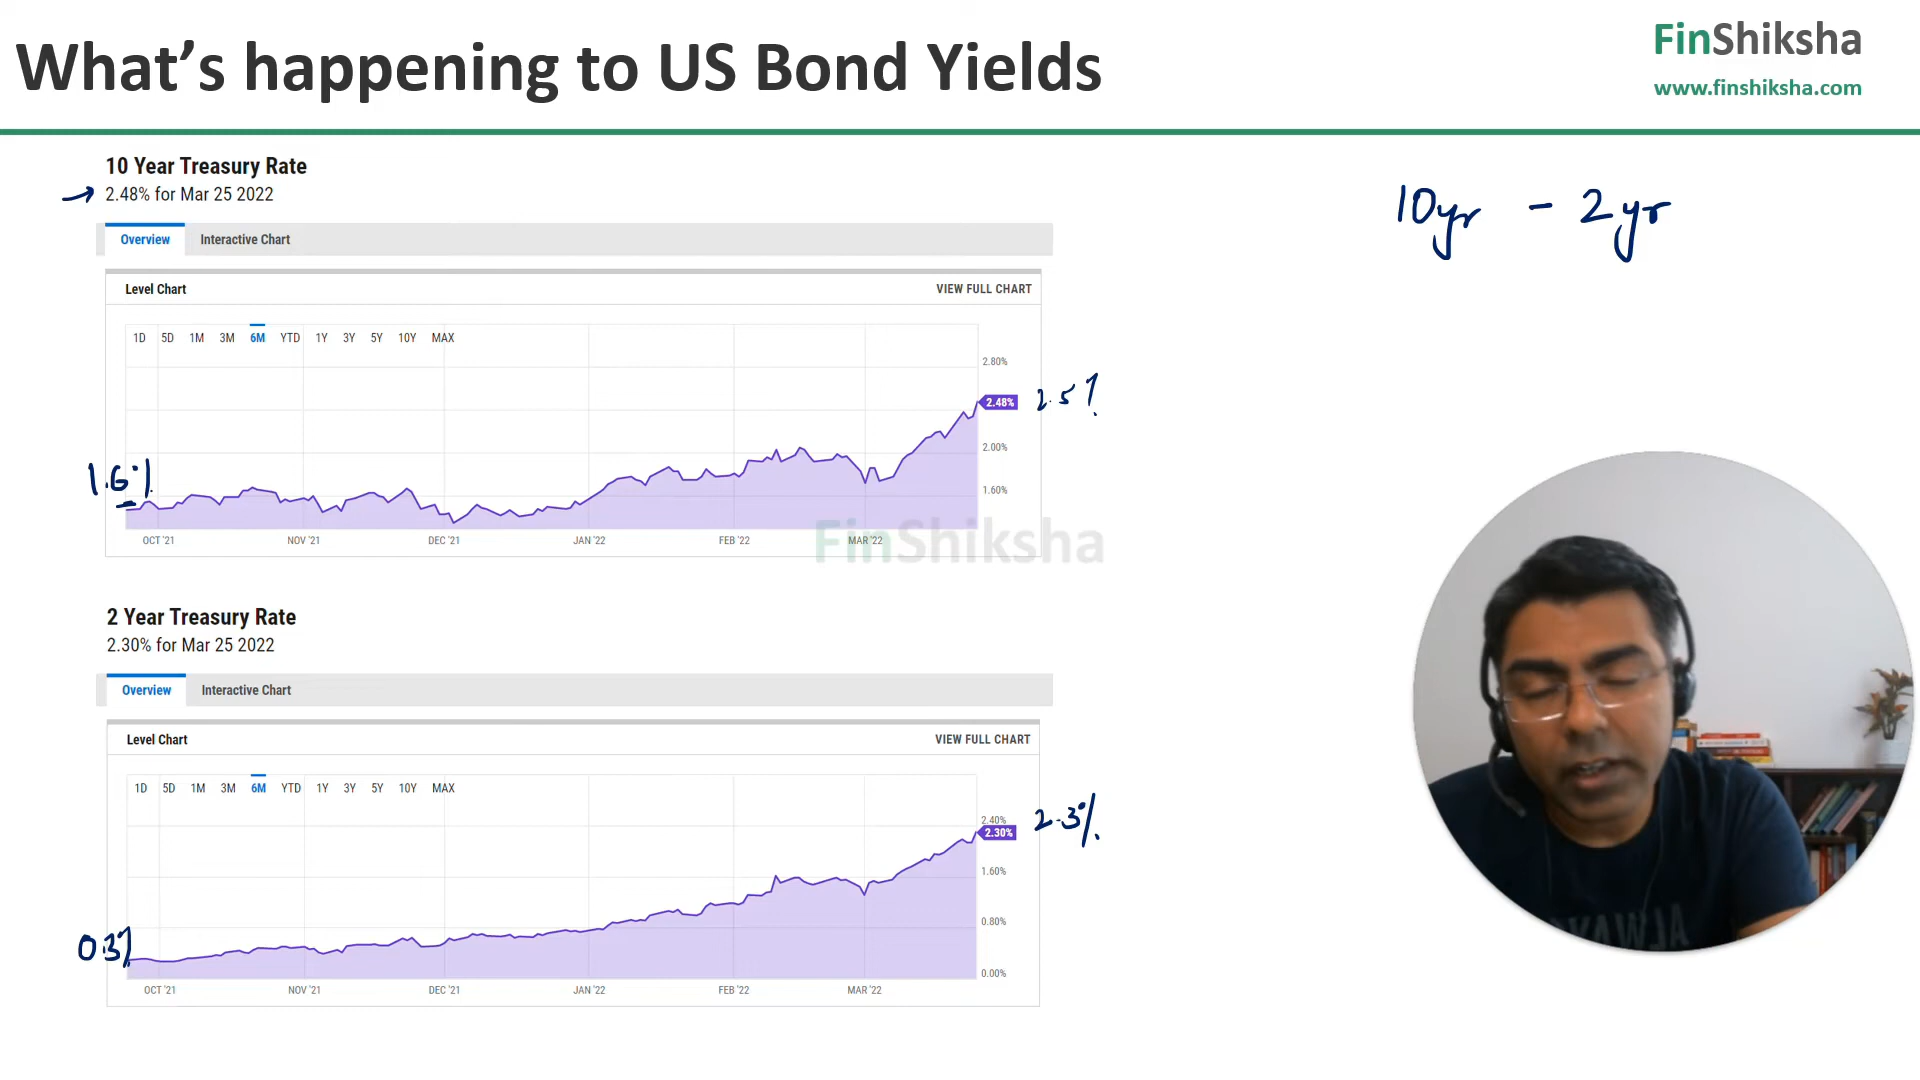 What's happening to US Bond Yields
FinShiksha
www.finshiksha.com
10 Year Treasury Rate
2.48% for Mar 25 2022
Overview Interactive Chart
Level Chart VIEW FULL CHART
1D 5D 1M 3M 6M YTD 1Y 3Y 5Y 10Y MAX
2.80%
2.48%
2.00%
1.60%
OCT '21 NOV '21 DEC '21 JAN '22 FEB '22 MAR '22
1.6%
2.5%
FinShiksha
2 Year Treasury Rate
2.30% for Mar 25 2022
Overview Interactive Chart
Level Chart VIEW FULL CHART
1D 5D 1M 3M 6M YTD 1Y 3Y 5Y 10Y MAX
2.40%
2.30%
1.60%
0.80%
0.00%
OCT '21 NOV '21 DEC '21 JAN '22 FEB '22 MAR '22
0.3%
2.3%
10yr - 2yr